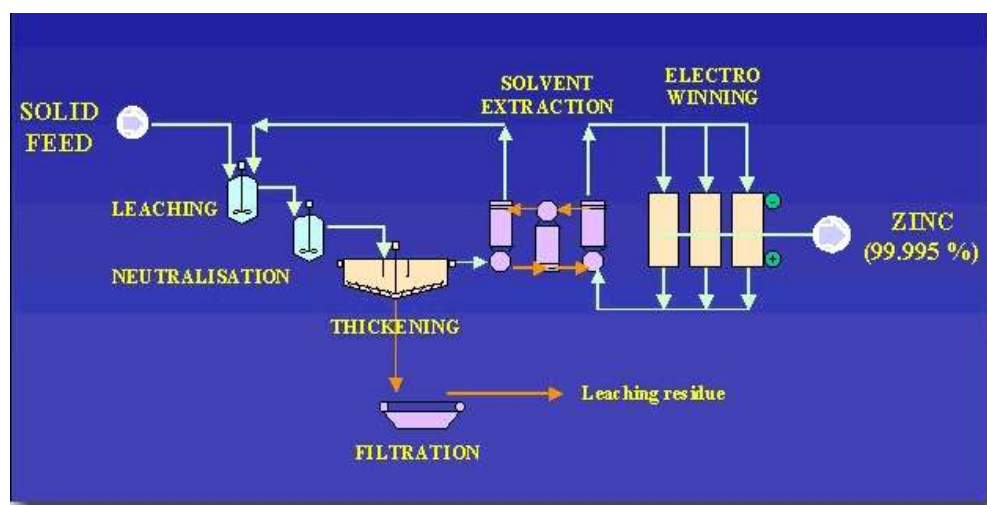 SOLVENT
EXTRACTION
ELECTRO
WINNING
SOLID
FEED
LEACHING
NEUTRALISATION
ZINC
(99.995 %)
-
+
THICKENING
Leaching residue
FILTRATION